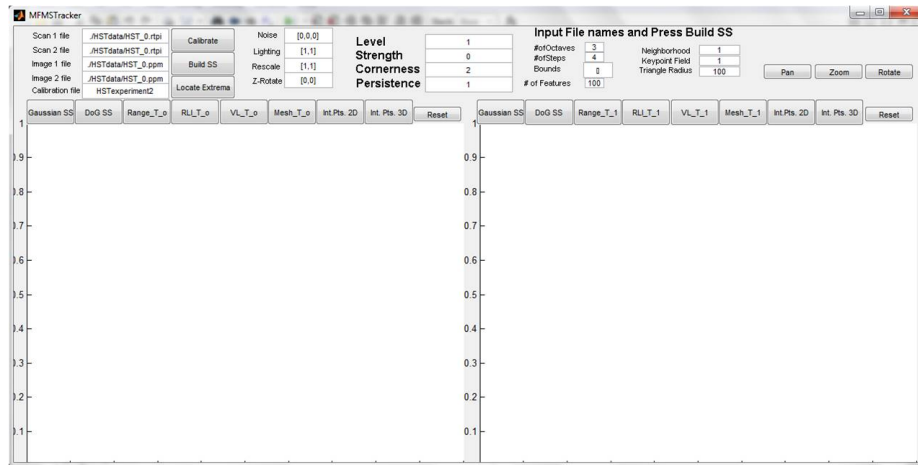 MFMSTracker
Scan 1 file ./HSTdata/HST_0.rtpi
Scan 2 file ./HSTdata/HST_0.rtpi
Image 1 file ./HSTdata/HST_0.ppm
Image 2 file ./HSTdata/HST_0.ppm
Calibration file HSTexperiment2
Calibrate
Build SS
Locate Extrema
Noise [0,0,0]
Lighting [1,1]
Rescale [1,1]
Z-Rotate [0,0]
Level 1
Strength 0
Cornerness 2
Persistence 1
Input File names and Press Build SS
#ofOctaves 3
#ofSteps 4
Bounds []
# of Features 100
Neighborhood 1
Keypoint Field 1
Triangle Radius 100
Pan Zoom Rotate
Gaussian SS DoG SS Range_T_o RLI_T_o VL_T_o Mesh_T_o Int.Pts. 2D Int. Pts. 3D Reset
Gaussian SS DoG SS Range_T_1 RLI_T_1 VL_T_1 Mesh_T_1 Int.Pts. 2D Int. Pts. 3D Reset
1 1
0.9 0.9
0.8 0.8
0.7 0.7
0.6 0.6
0.5 0.5
0.4 0.4
0.3 0.3
0.2 0.2
0.1 0.1